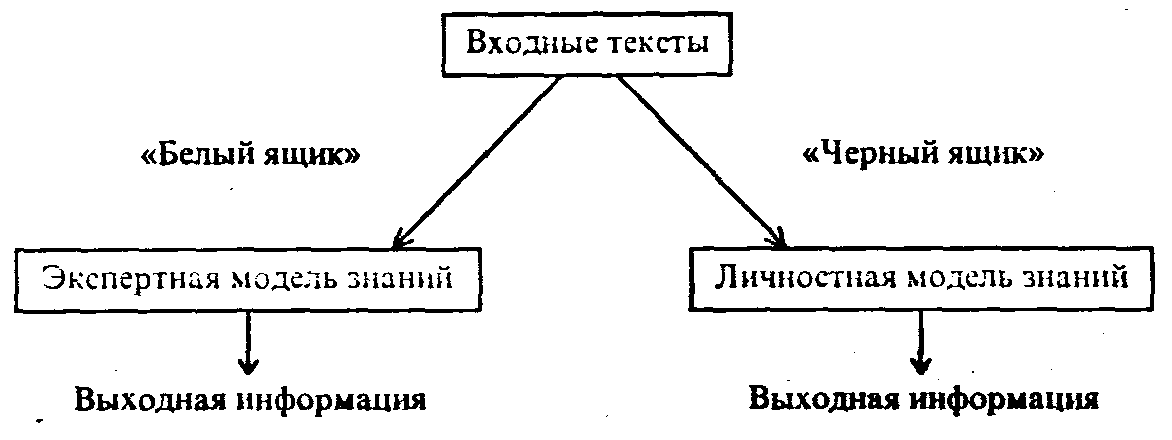 Входные тексты
«Белый ящик»
«Черный ящик»
Экспертная модель знаний
Личностная модель знаний
Выходная информация
Выходная информация